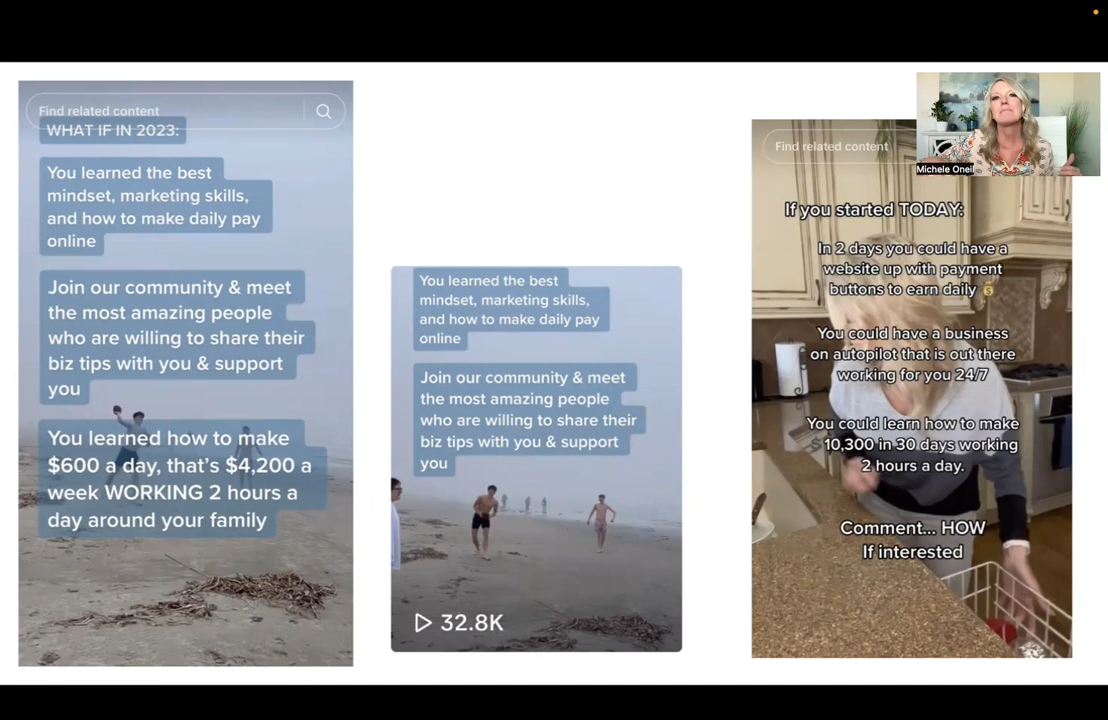 Find related content
WHAT IF IN 2023:
You learned the best
mindset, marketing skills,
and how to make daily pay
online
Join our community & meet
the most amazing people
who are willing to share their
biz tips with you & support
you
You learned how to make
$600 a day, that's $4,200 a
week WORKING 2 hours a
day around your family
You learned the best
mindset, marketing skills,
and how to make daily pay
online
Join our community & meet
the most amazing people
who are willing to share their
biz tips with you & support
you
32.8K
Find related content
If you started TODAY:
In 2 days you could have a
website up with payment
buttons to earn daily 💰
You could have a business
on autopilot that is out there
working for you 24/7
You could learn how to make
10,300 in 30 days working
2 hours a day.
Comment... HOW
If interested
Michele Oneil